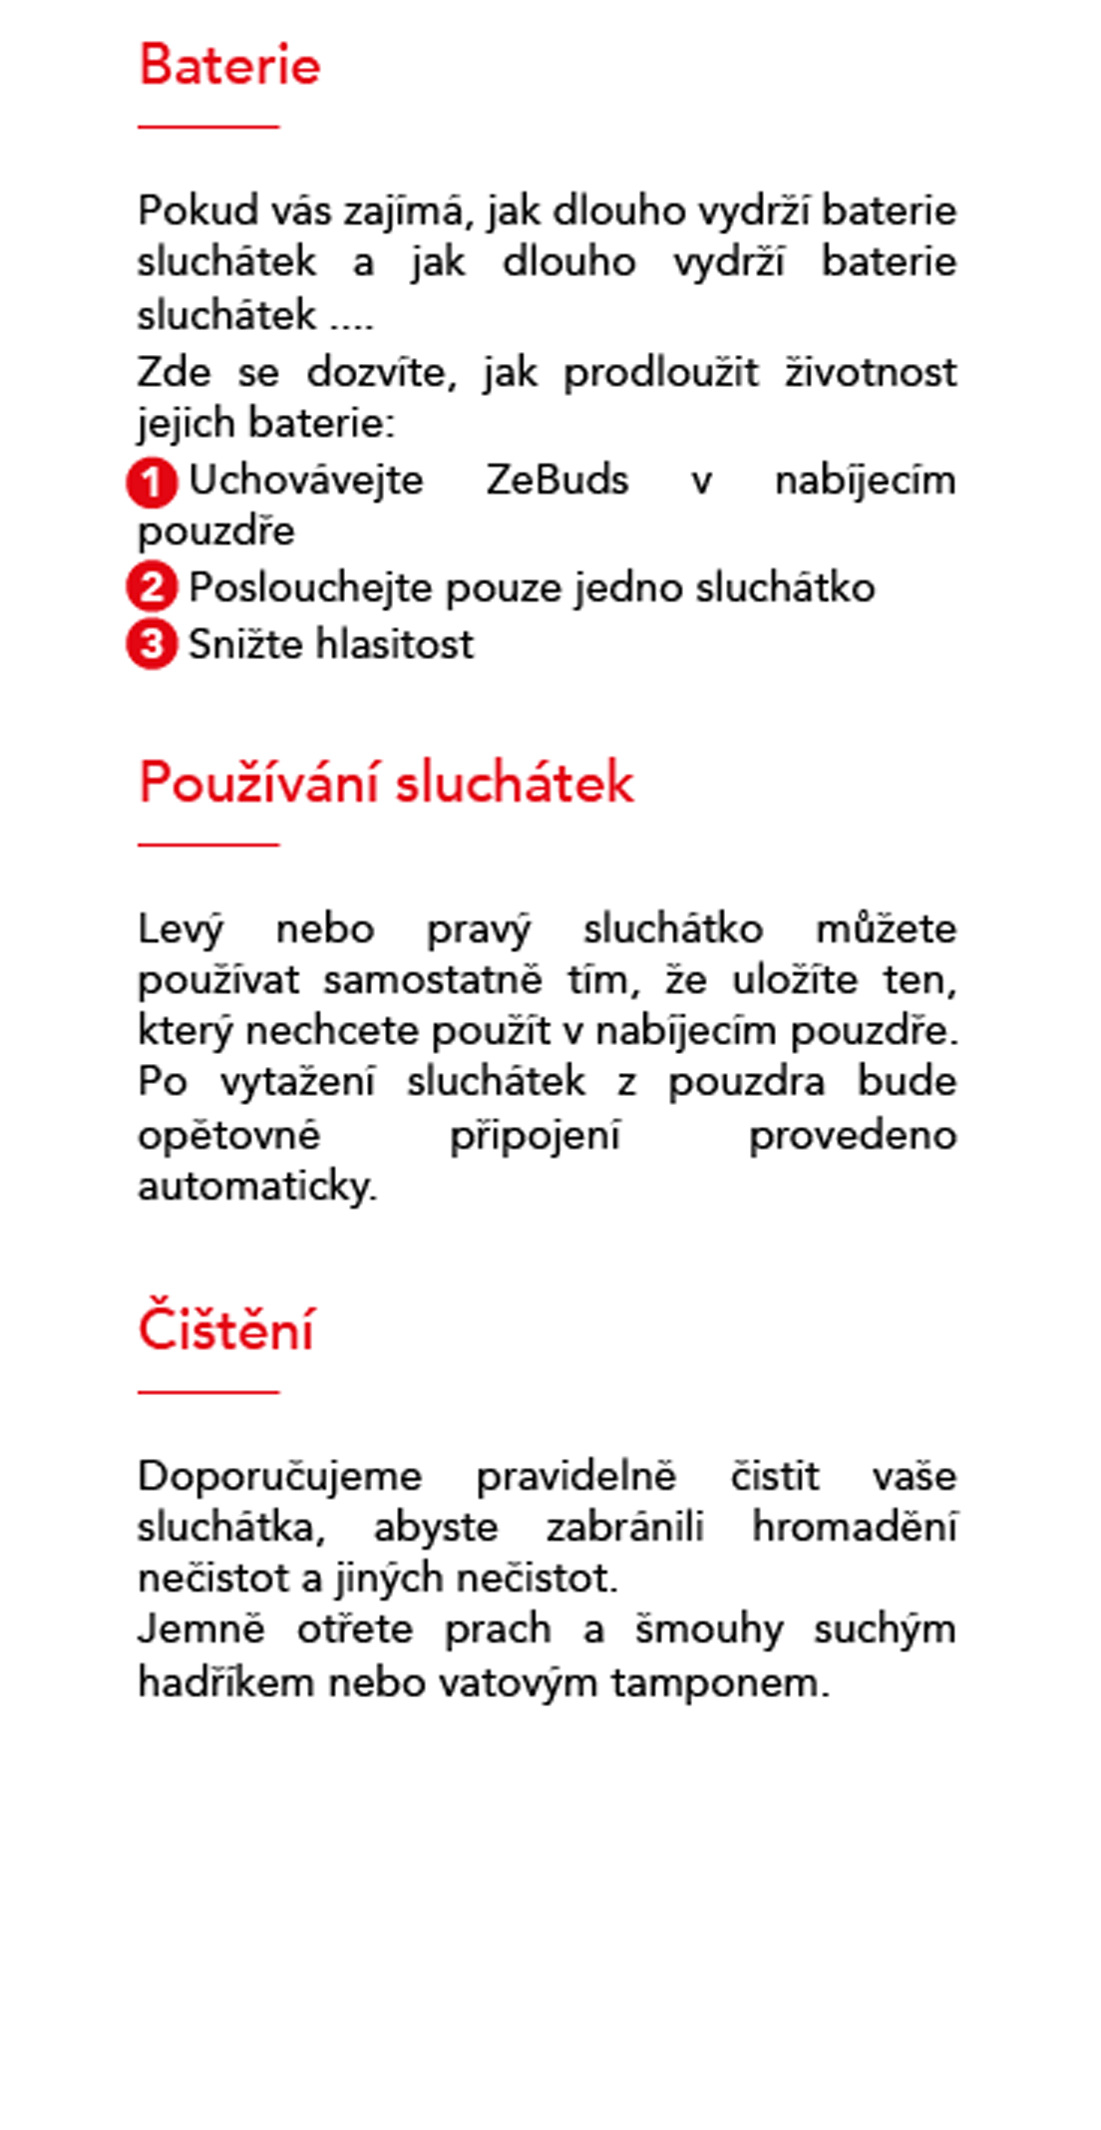 Baterie
Pokud vás zajímá, jak dlouho vydrží baterie
sluchátek a jak dlouho vydrží baterie
sluchátek ....
Zde se dozvíte, jak prodloužit životnost
jejich baterie:
1 Uchovávejte ZeBuds v nabíjecím
pouzdře
2 Poslouchejte pouze jedno sluchátko
3 Snižte hlasitost
Používání sluchátek
Levý nebo pravý sluchátko můžete
používat samostatně tím, že uložíte ten,
který nechcete použít v nabíjecím pouzdře.
Po vytažení sluchátek z pouzdra bude
opětovné připojení provedeno
automaticky.
Čištění
Doporučujeme pravidelně čistit vaše
sluchátka, abyste zabránili hromadění
nečistot a jiných nečistot.
Jemně otřete prach a šmouhy suchým
hadříkem nebo vatovým tamponem.